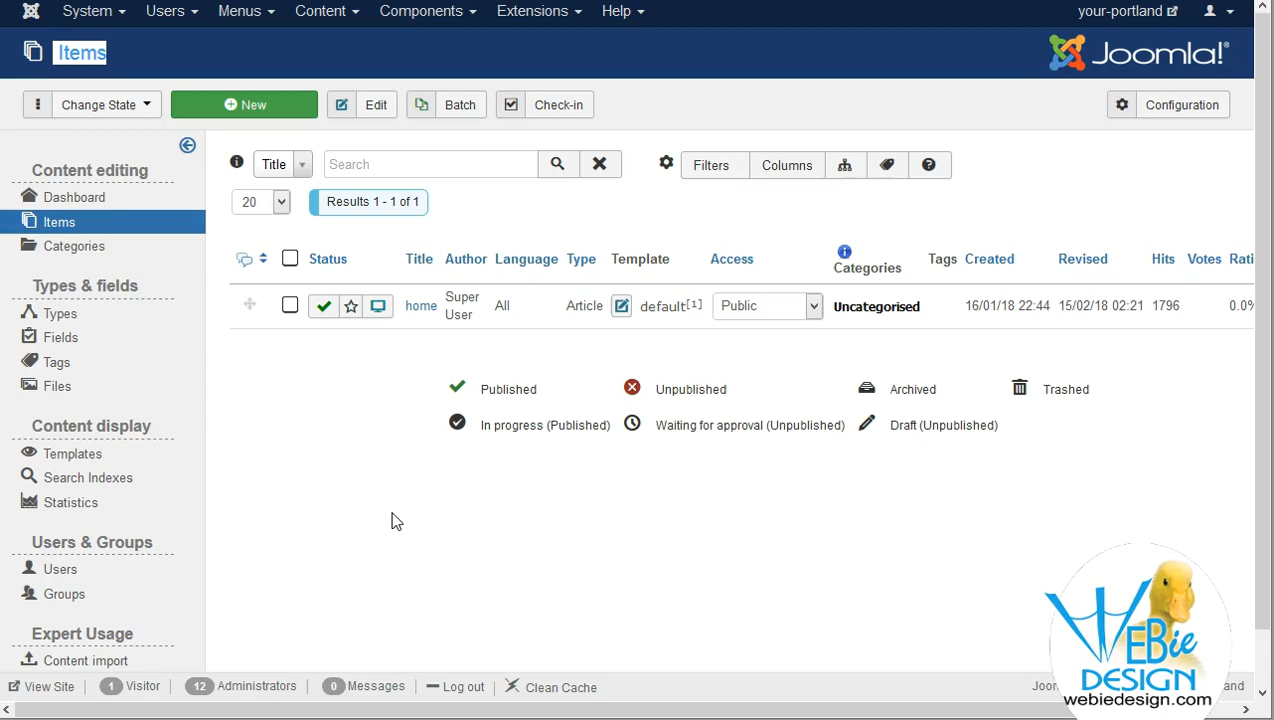 System Users Menus Content Components Extensions Help your-portland
Items Joomla!®
Change State New Edit Batch Check-in Configuration
Content editing
Dashboard
Items
Categories
Types & fields
Types
Fields
Tags
Files
Content display
Templates
Search Indexes
Statistics
Users & Groups
Users
Groups
Expert Usage
Content import
Title Search Filters Columns
20 Results 1 - 1 of 1
Status Title Author Language Type Template Access Categories Tags Created Revised Hits Votes Rati
home Super User All Article default[1] Public Uncategorised 16/01/18 22:44 15/02/18 02:21 1796 0.0%
Published Unpublished Archived Trashed
In progress (Published) Waiting for approval (Unpublished) Draft (Unpublished)
View Site 1 Visitor 12 Administrators 0 Messages Log out Clean Cache Joom land
WEBie
DESIGN
webiedesign.com